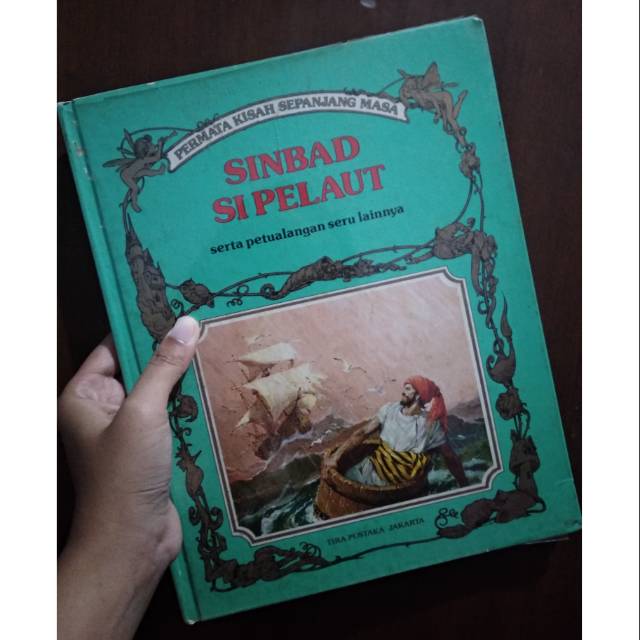 PERMATA KISAH SEPANJANG MASA
SINBAD
SI PELAUT
serta petualangan seru lainnya
TIRA PUSTAKA JAKARTA